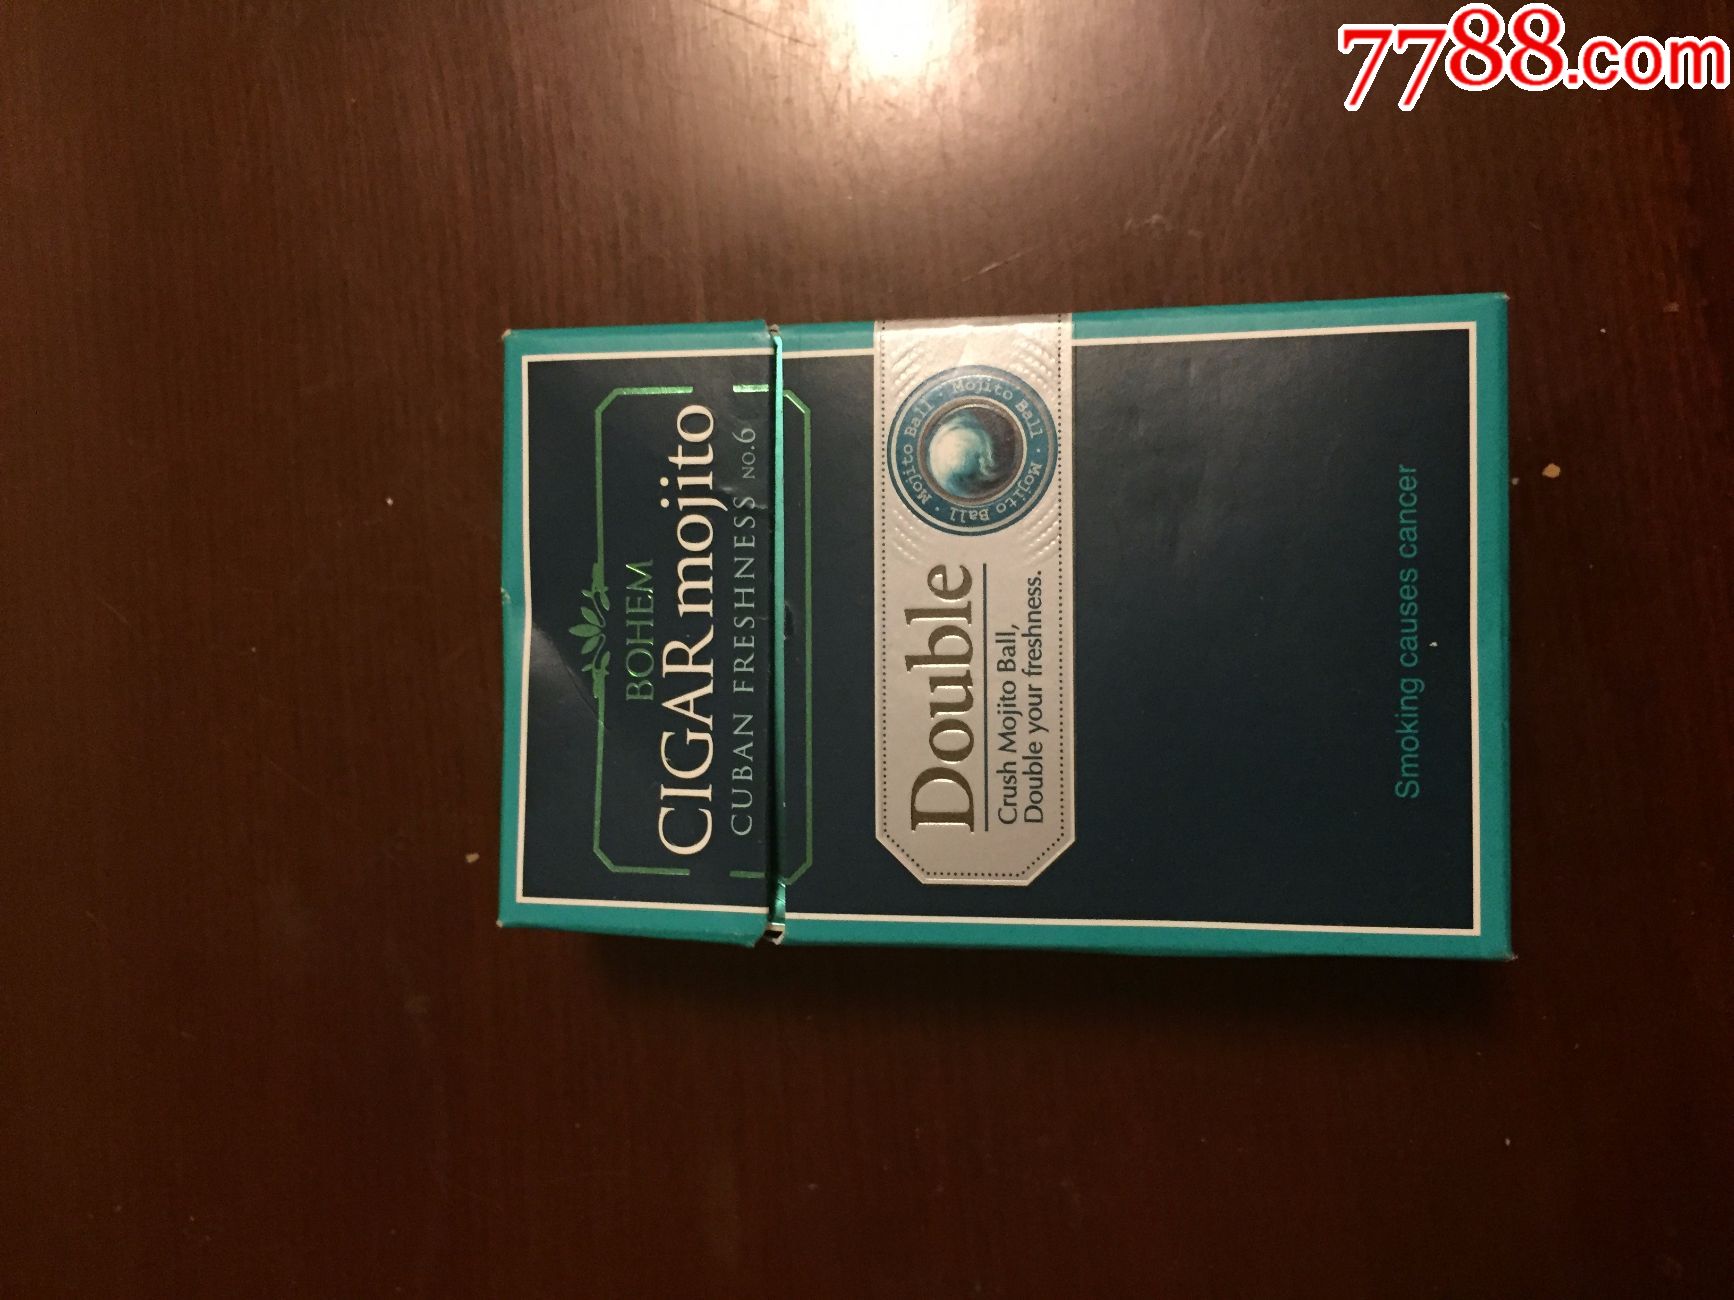 7788.com
BOHEM
CIGAR mojito
CUBAN FRESHNESS NO.6
Double
Crush Mojito Ball,
Double your freshness.
Mojito Ball · Mojito Ball · Mojito Ball ·
Smoking causes cancer